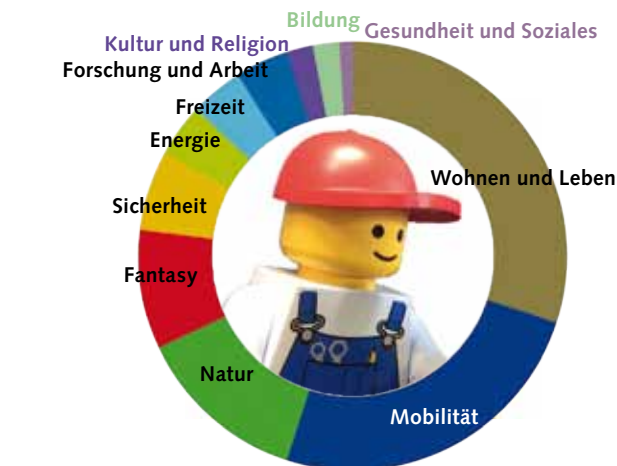 Bildung
Gesundheit und Soziales
Kultur und Religion
Forschung und Arbeit
Freizeit
Energie
Wohnen und Leben
Sicherheit
Fantasy
Natur
Mobilität